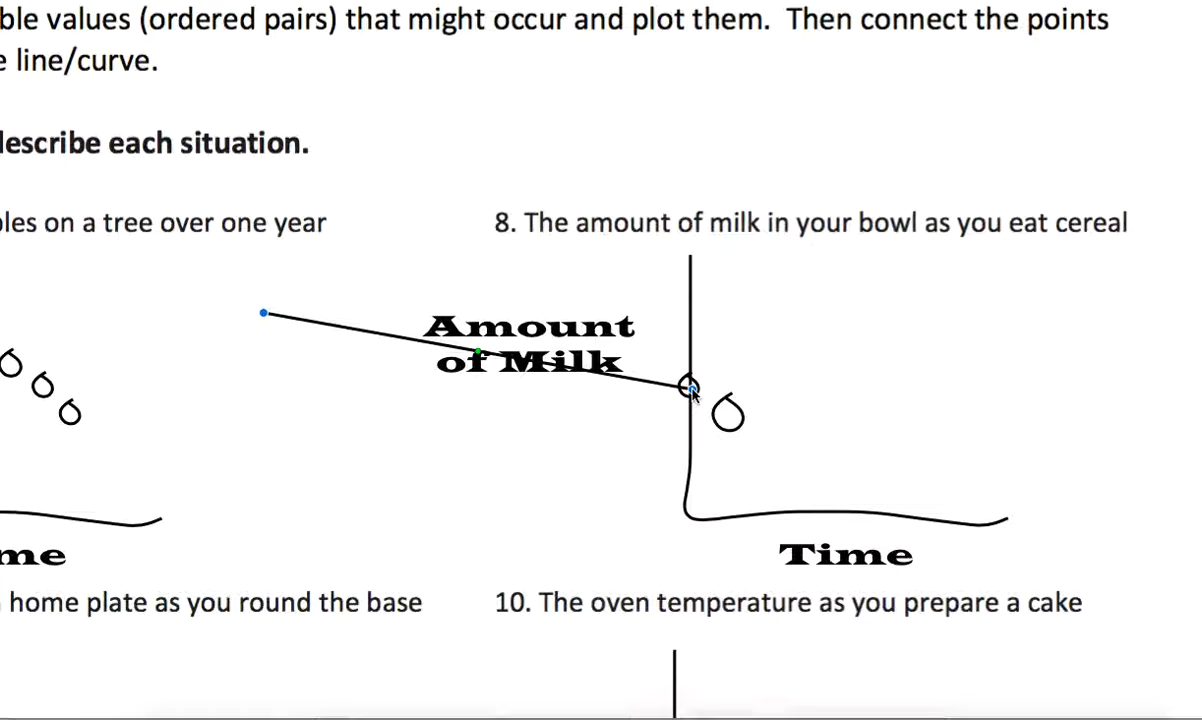 ble values (ordered pairs) that might occur and plot them.  Then connect the points
e line/curve.
describe each situation.
les on a tree over one year
8. The amount of milk in your bowl as you eat cereal
Amount
of Milk
me
Time
home plate as you round the base
10. The oven temperature as you prepare a cake